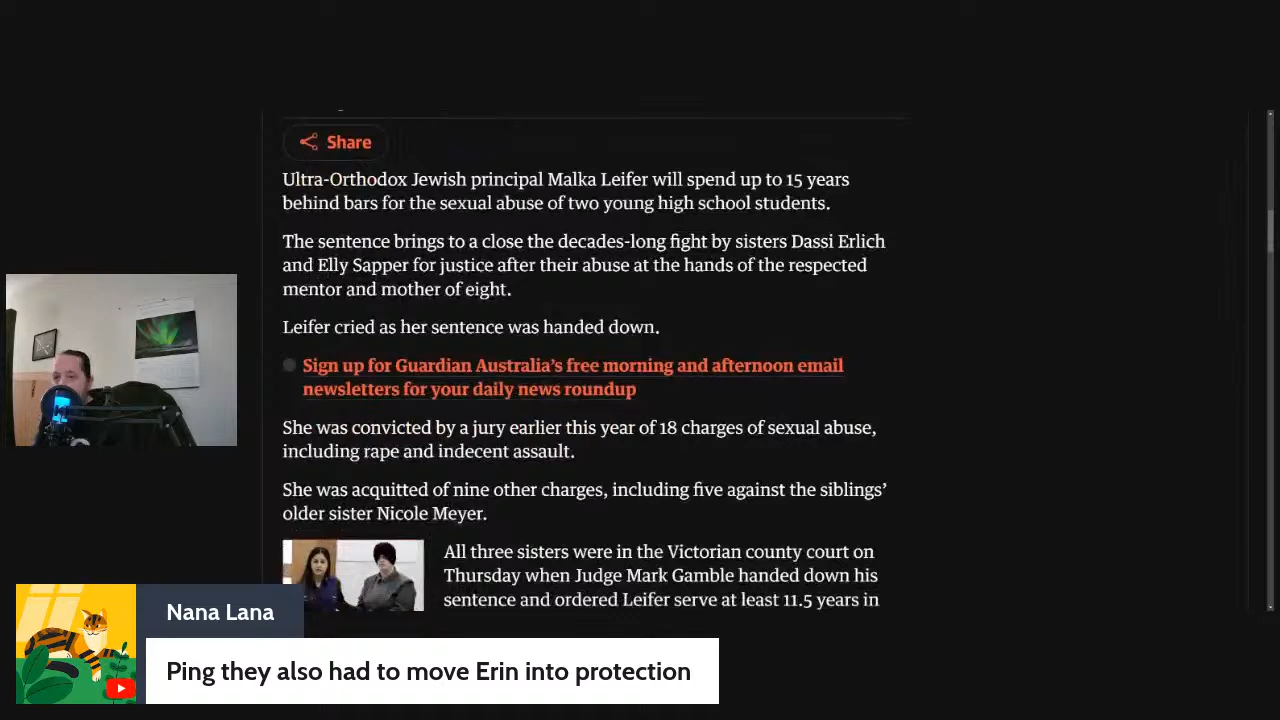 Share
Ultra-Orthodox Jewish principal Malka Leifer will spend up to 15 years
behind bars for the sexual abuse of two young high school students.
The sentence brings to a close the decades-long fight by sisters Dassi Erlich
and Elly Sapper for justice after their abuse at the hands of the respected
mentor and mother of eight.
Leifer cried as her sentence was handed down.
Sign up for Guardian Australia’s free morning and afternoon email
newsletters for your daily news roundup
She was convicted by a jury earlier this year of 18 charges of sexual abuse,
including rape and indecent assault.
She was acquitted of nine other charges, including five against the siblings’
older sister Nicole Meyer.
All three sisters were in the Victorian county court on
Thursday when Judge Mark Gamble handed down his
sentence and ordered Leifer serve at least 11.5 years in
Nana Lana
Ping they also had to move Erin into protection